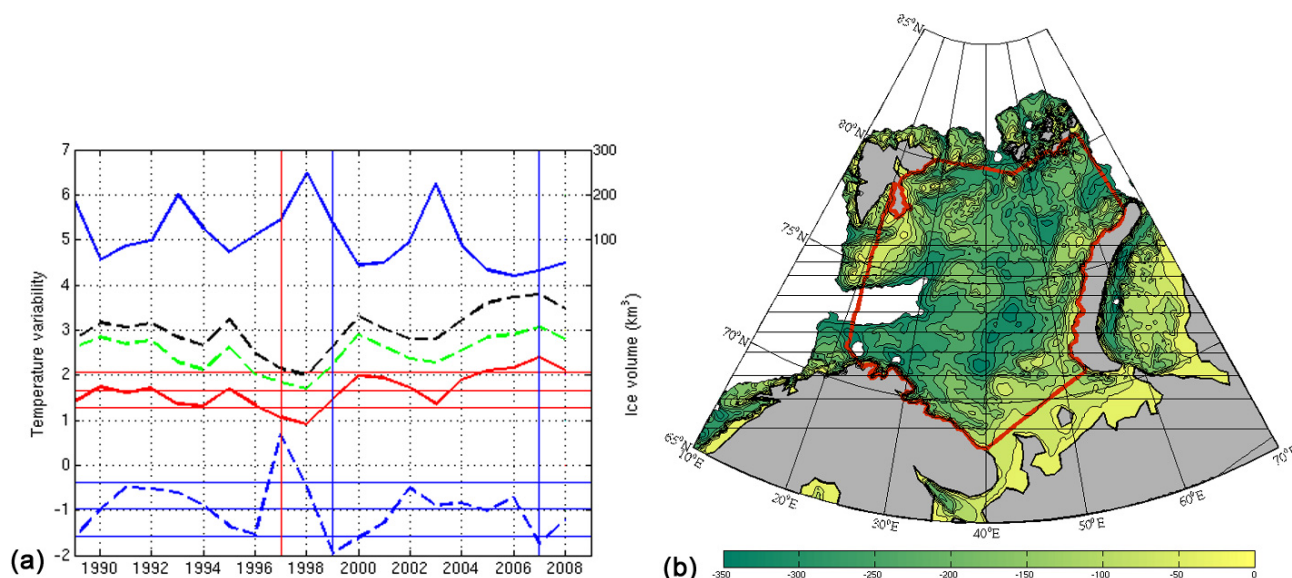 85°N
80°N
80°N
75°N
70°N
65°N
10°E
20°E
30°E
40°E
50°E
60°E
70°E
7
6
5
4
3
2
1
0
-1
-2
300
200
100
Temperature variability
Ice volume (km³)
1990 1992 1994 1996 1998 2000 2002 2004 2006 2008
(a)
(b)
-350 -300 -250 -200 -150 -100 -50 0